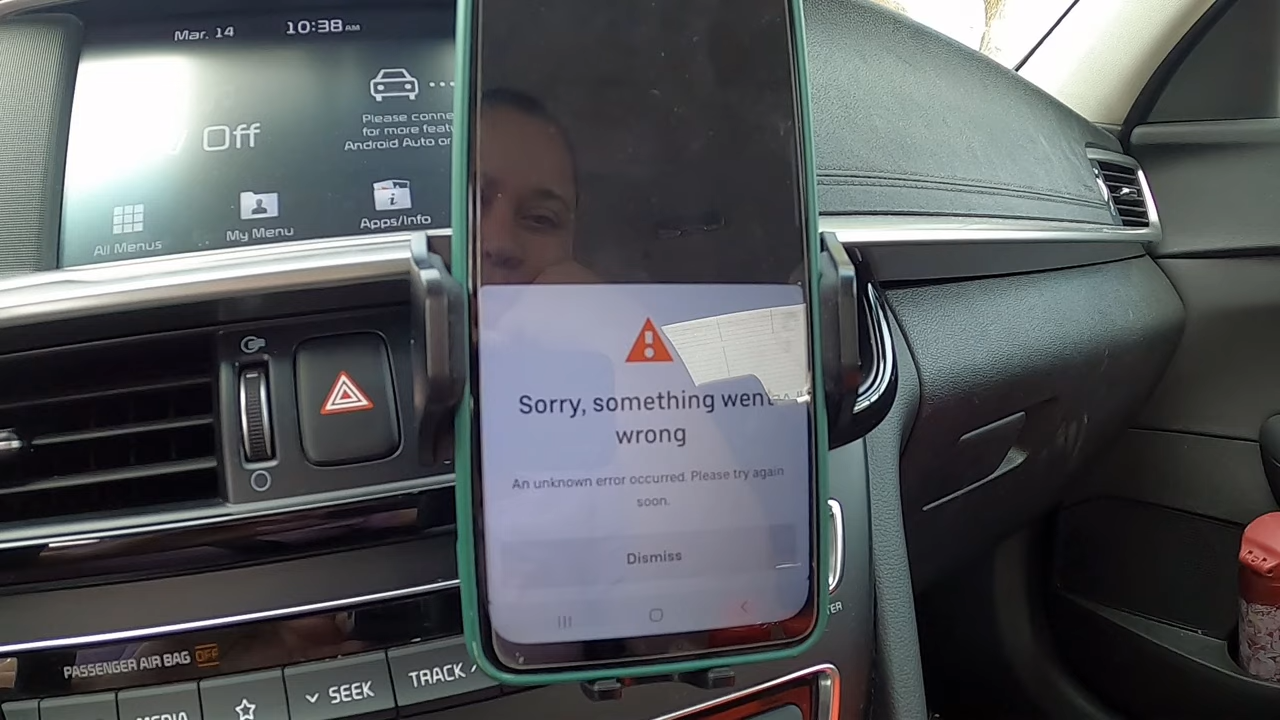 Mar. 14
10:38 AM
Off
Please conne
for more feat
Android Auto or
All Menus
My Menu
Apps/Info
Sorry, something went
wrong
An unknown error occurred. Please try again
soon.
Dismiss
PASSENGER AIR BAG OFF
MEDIA
SEEK
TRACK
TER